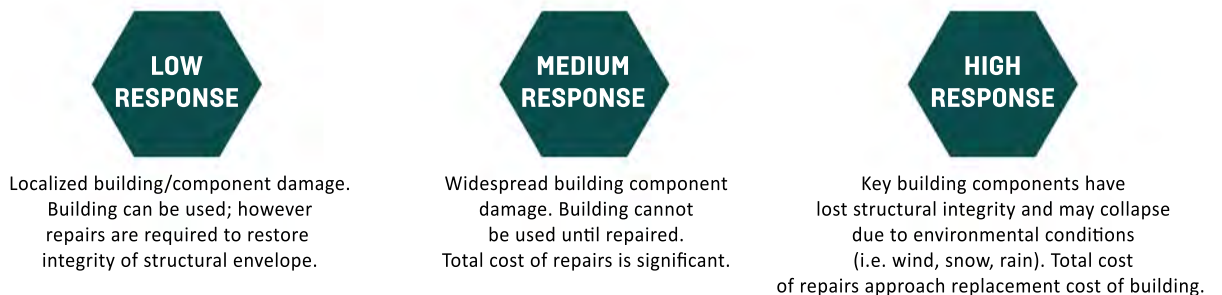 LOW
RESPONSE
Localized building/component damage.
Building can be used; however
repairs are required to restore
integrity of structural envelope.
MEDIUM
RESPONSE
Widespread building component
damage. Building cannot
be used until repaired.
Total cost of repairs is significant.
HIGH
RESPONSE
Key building components have
lost structural integrity and may collapse
due to environmental conditions
(i.e. wind, snow, rain). Total cost
of repairs approach replacement cost of building.